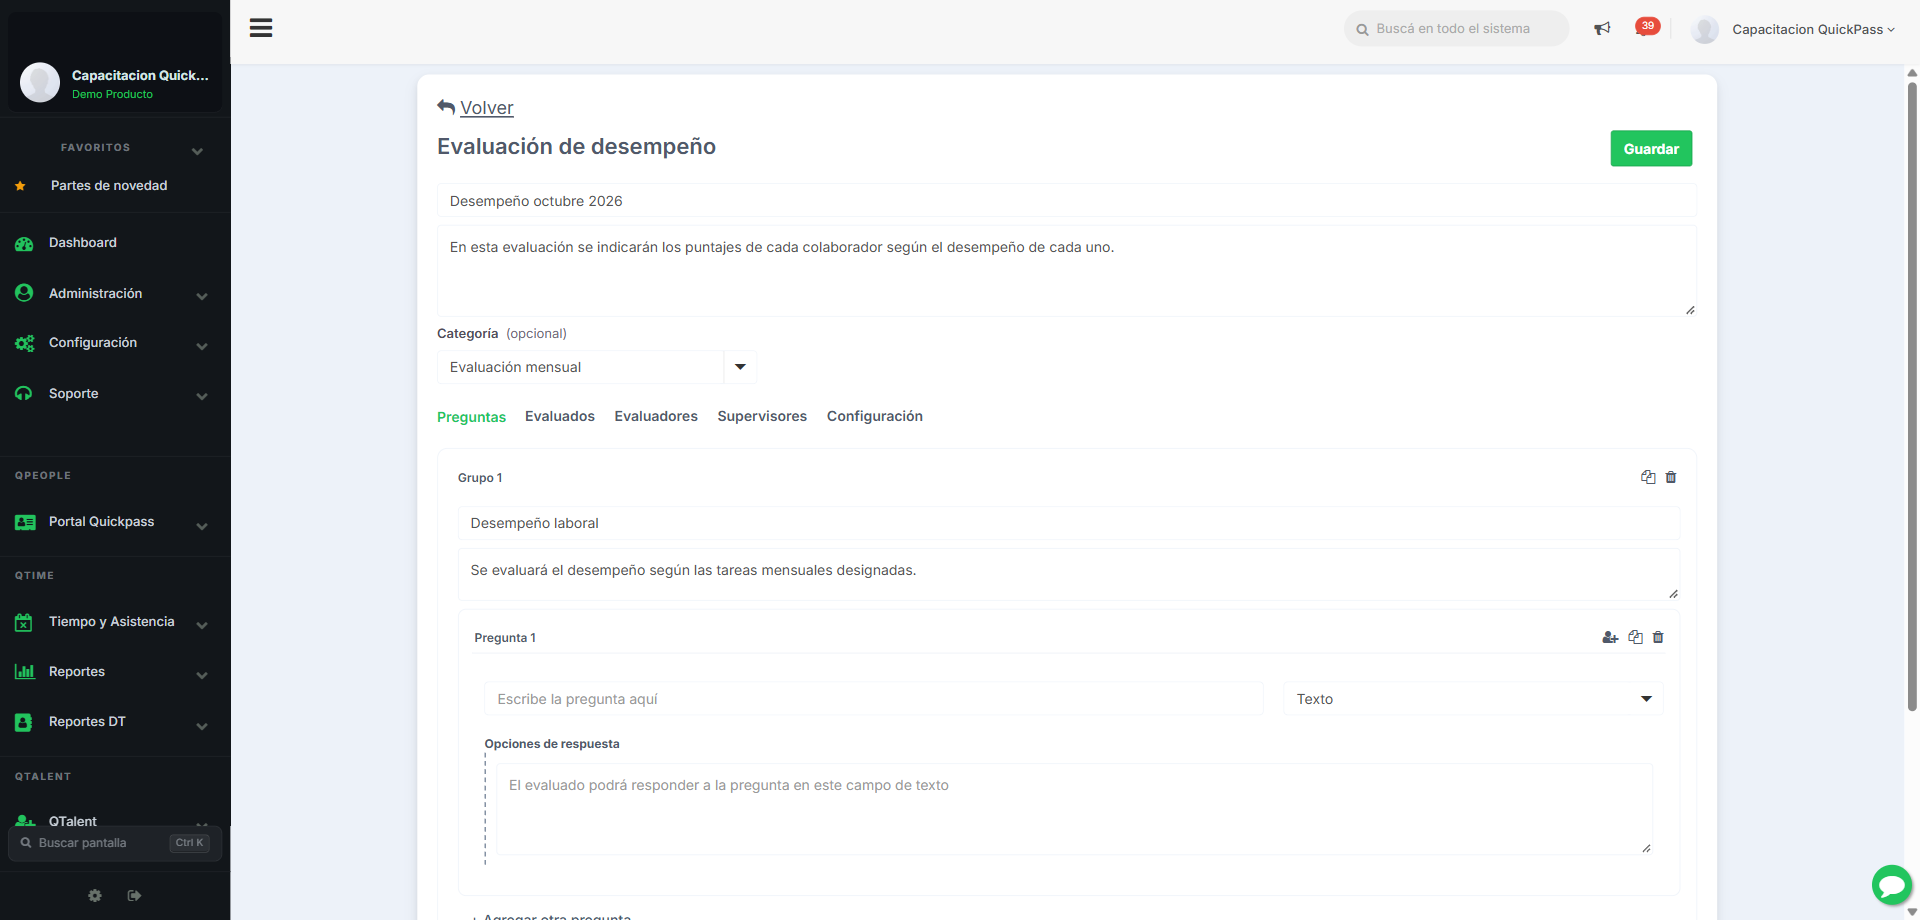 Capacitacion Quick...
Demo Producto
FAVORITOS
Partes de novedad
Dashboard
Administración
Configuración
Soporte
QPEOPLE
Portal Quickpass
QTIME
Tiempo y Asistencia
Reportes
Reportes DT
QTALENT
QTalent
Buscar pantalla
Ctrl K
Buscá en todo el sistema
39
Capacitacion QuickPass
Volver
Evaluación de desempeño
Guardar
Desempeño octubre 2026
En esta evaluación se indicarán los puntajes de cada colaborador según el desempeño de cada uno.
Categoría (opcional)
Evaluación mensual
Preguntas Evaluados Evaluadores Supervisores Configuración
Grupo 1
Desempeño laboral
Se evaluará el desempeño según las tareas mensuales designadas.
Pregunta 1
Escribe la pregunta aquí
Texto
Opciones de respuesta
El evaluado podrá responder a la pregunta en este campo de texto
+ Agregar otra pregunta